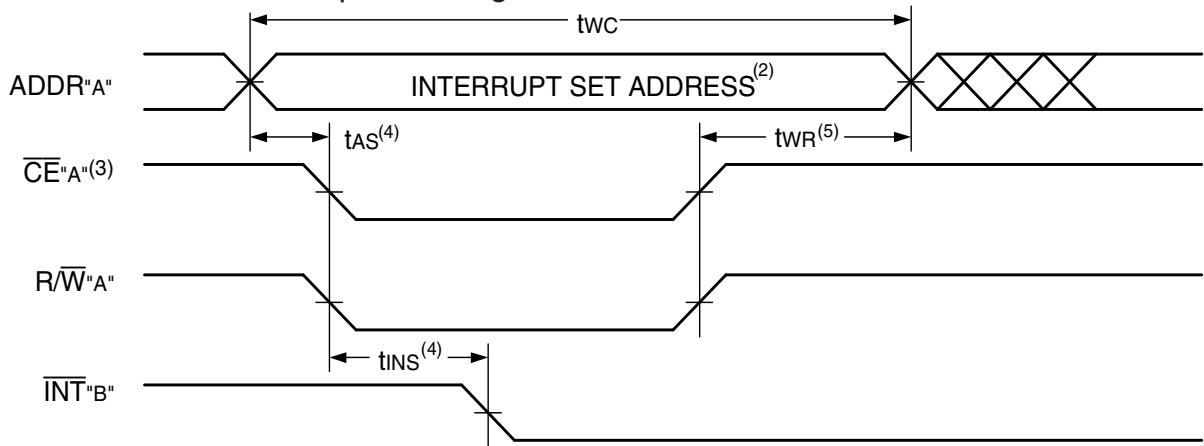 tWC
ADDR"A"
INTERRUPT SET ADDRESS(2)
tAS(4)
tWR(5)
CE"A"(3)
R/W"A"
tINS(4)
INT"B"